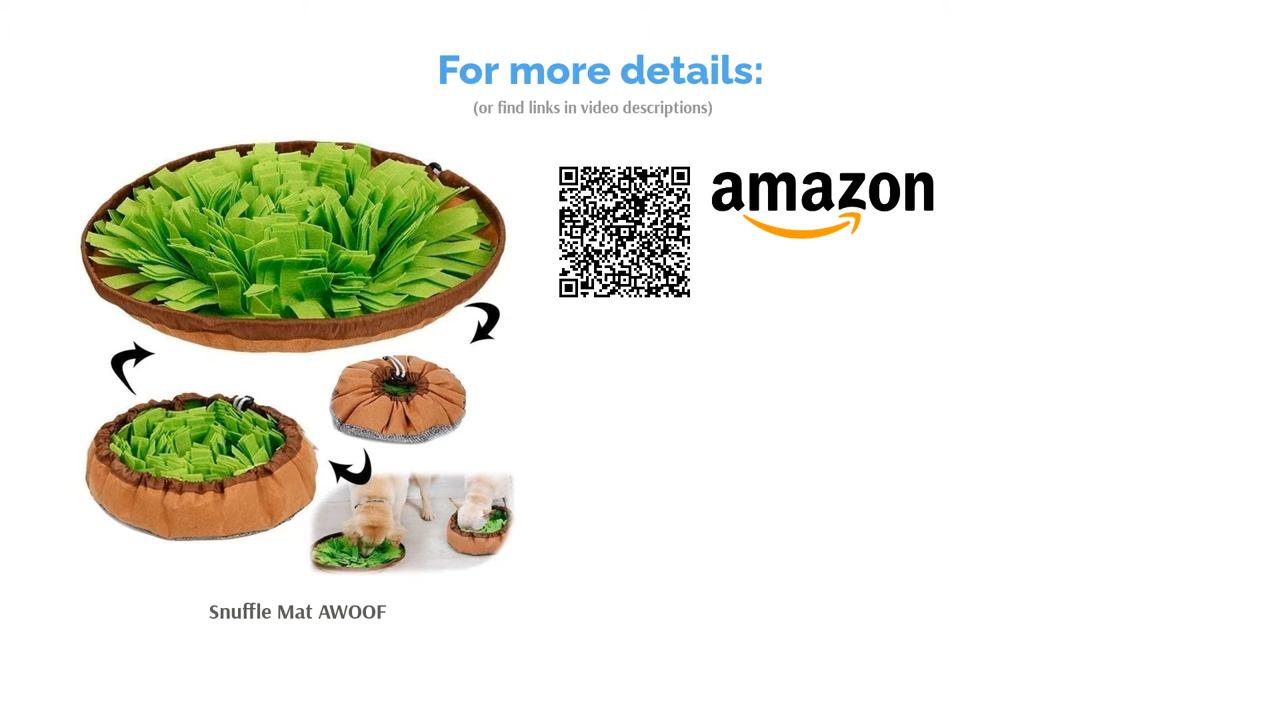 For more details:
(or find links in video descriptions)
amazon
Snuffle Mat AWOOF